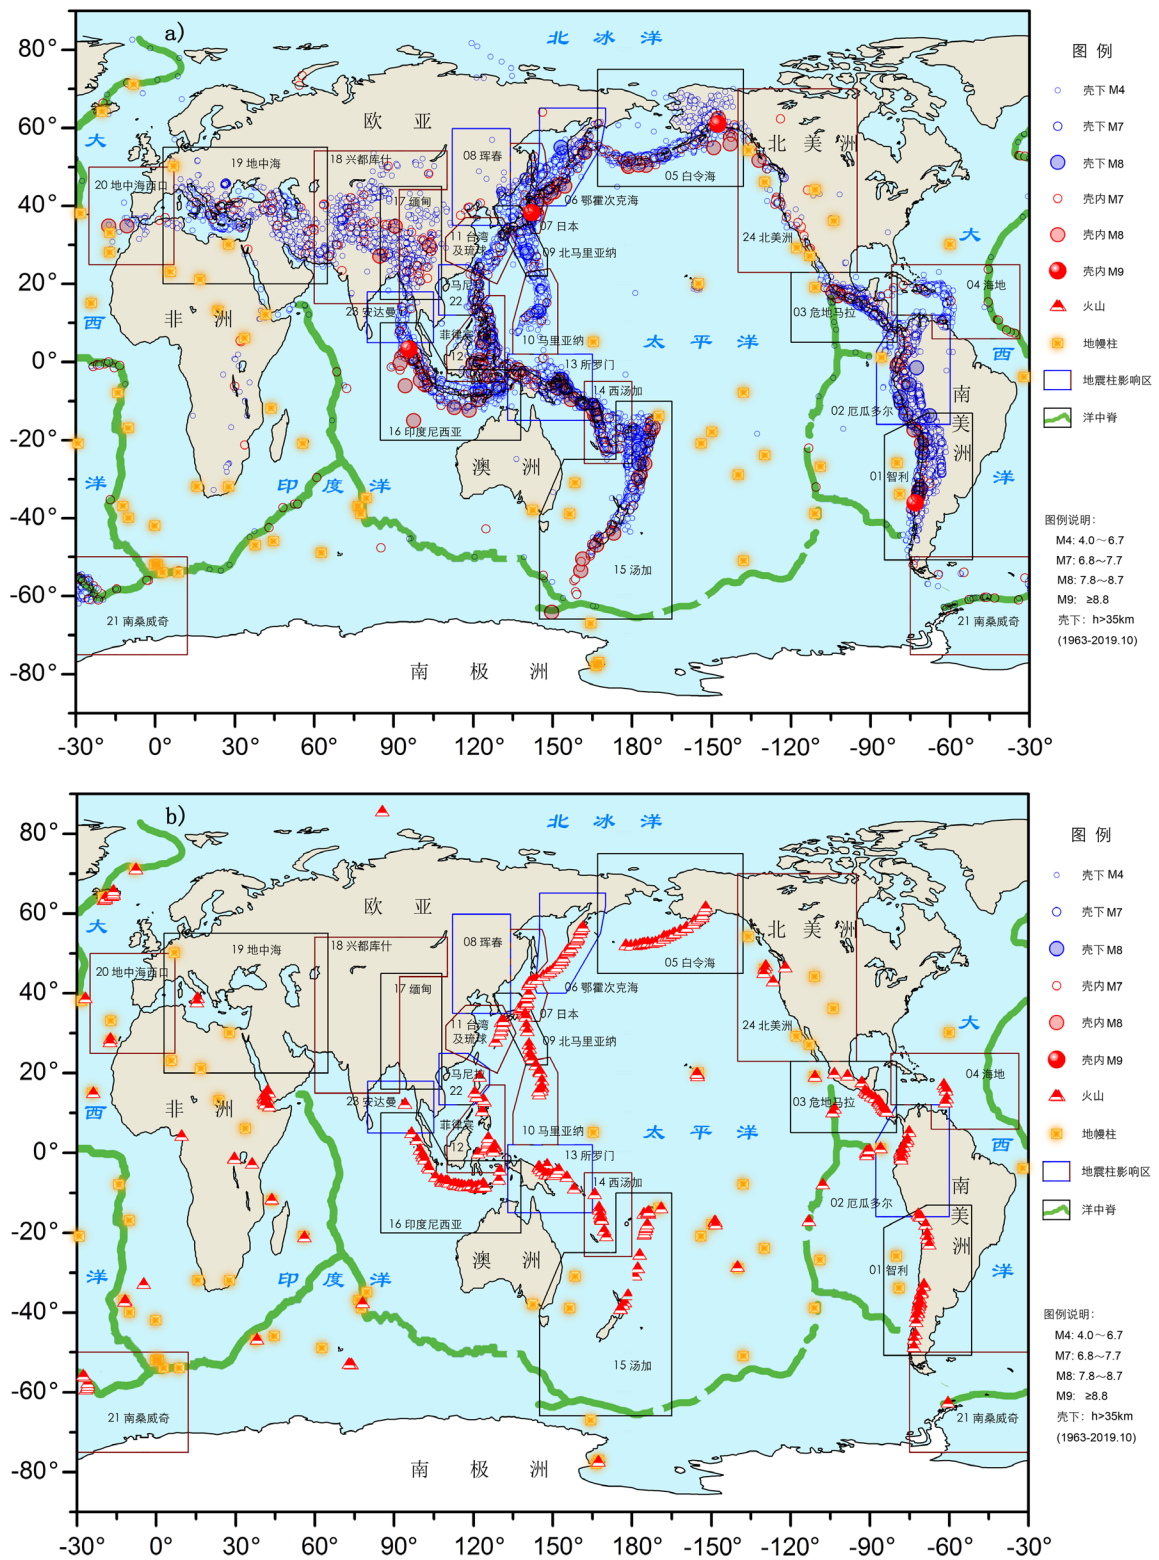 a)
北 冰 洋
80°
60°
40°
20°
0°
-20°
-40°
-60°
-80°
大
西
洋
欧 亚
北 美 洲
08 珲春
05 白令海
19 地中海
18 兴都库什
20 地中海西口
17 缅甸
06 鄂霍次克海
07 日本
11 台湾
及琉球
09 北马里亚纳
24 北美洲
大
马尼
22
04 海地
23 安达曼
03 危地马拉
非 洲
菲律宾
10 马里亚纳
太 平 洋
西
12
13 所罗门
14 西汤加
南
美
洲
02 厄瓜多尔
16 印度尼西亚
澳 洲
01 智利
印 度 洋
洋
15 汤加
21 南桑威奇
21 南桑威奇
南 极 洲
-30°
0°
30°
60°
90°
120°
150°
180°
-150°
-120°
-90°
-60°
-30°
图 例
壳下 M4
壳下 M7
壳下 M8
壳内 M7
壳内 M8
壳内 M9
火山
地幔柱
地震柱影响区
洋中脊
图例说明：
M4: 4.0～6.7
M7: 6.8～7.7
M8: 7.8～8.7
M9: ≥8.8
壳下：h>35km
(1963-2019.10)
b)
北 冰 洋
80°
60°
40°
20°
0°
-20°
-40°
-60°
-80°
大
西
洋
欧 亚
北 美 洲
08 珲春
05 白令海
19 地中海
18 兴都库什
20 地中海西口
17 缅甸
06 鄂霍次克海
07 日本
11 台湾
及琉球
09 北马里亚纳
24 北美洲
大
马尼拉
22
04 海地
23 安达曼
03 危地马拉
非 洲
菲律宾
10 马里亚纳
太 平 洋
西
12
13 所罗门
14 西汤加
南
美
洲
02 厄瓜多尔
16 印度尼西亚
澳 洲
01 智利
印 度 洋
洋
15 汤加
21 南桑威奇
21 南桑威奇
南 极 洲
-30°
0°
30°
60°
90°
120°
150°
180°
-150°
-120°
-90°
-60°
-30°
图 例
壳下 M4
壳下 M7
壳下 M8
壳内 M7
壳内 M8
壳内 M9
火山
地幔柱
地震柱影响区
洋中脊
图例说明：
M4: 4.0～6.7
M7: 6.8～7.7
M8: 7.8～8.7
M9: ≥8.8
壳下：h>35km
(1963-2019.10)